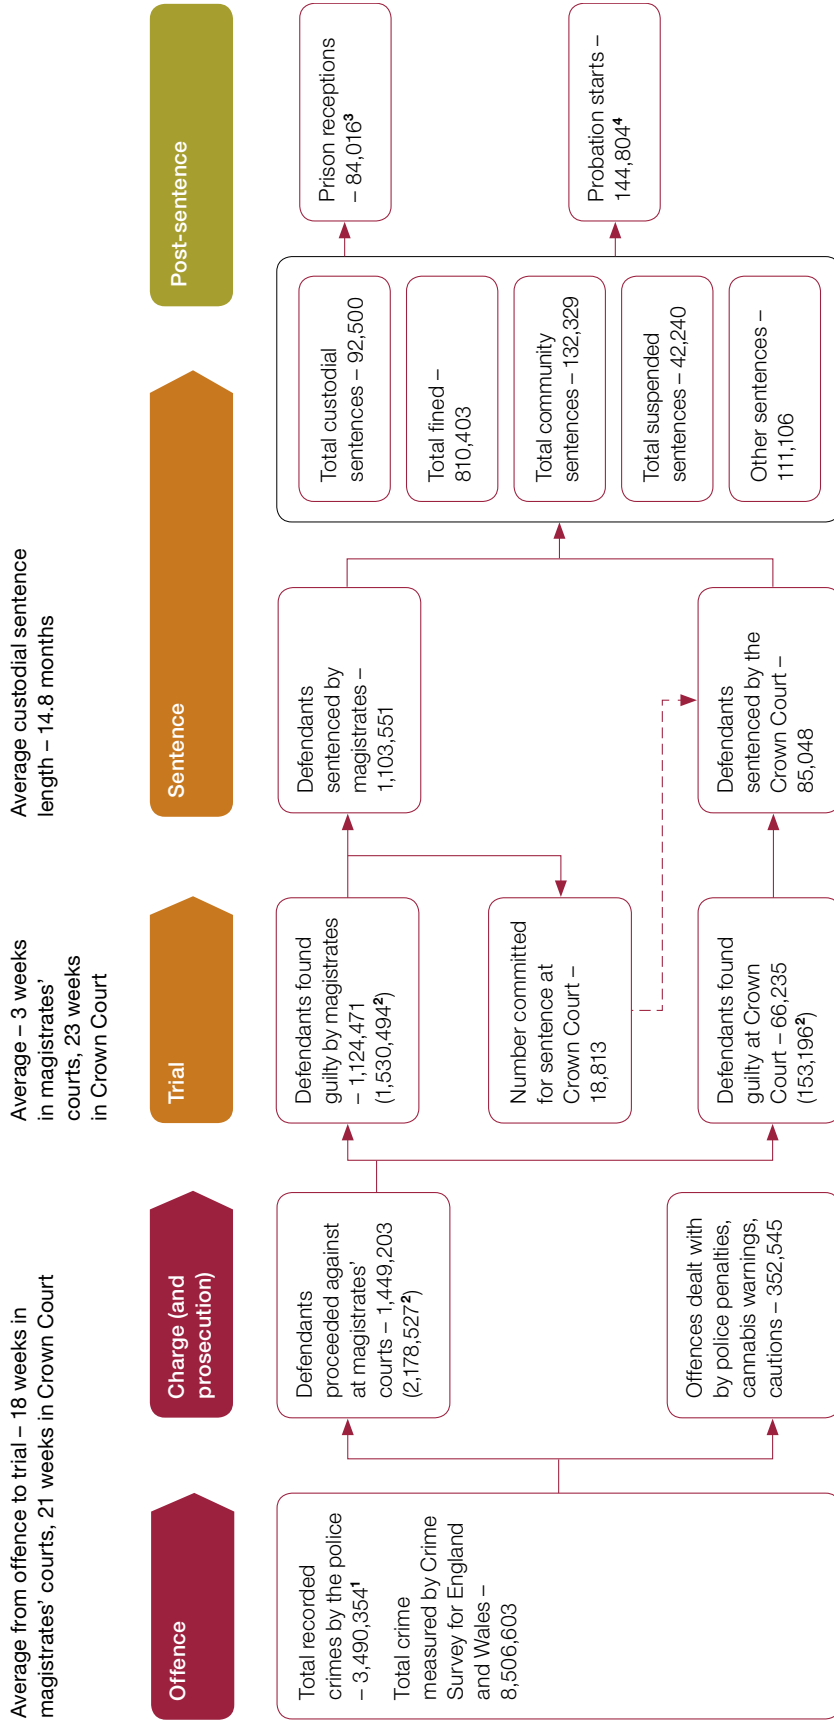 Average from offence to trial – 18 weeks in
magistrates’ courts, 21 weeks in Crown Court
Average – 3 weeks
in magistrates’
courts, 23 weeks
in Crown Court
Average custodial sentence
length – 14.8 months
Offence
Charge (and
prosecution)
Trial
Sentence
Post-sentence
Total recorded
crimes by the police
– 3,490,354¹
Total crime
measured by Crime
Survey for England
and Wales –
8,506,603
Defendants
proceeded against
at magistrates’
courts – 1,449,203
(2,178,527²)
Offences dealt with
by police penalties,
cannabis warnings,
cautions – 352,545
Defendants found
guilty by magistrates
– 1,124,471
(1,530,494²)
Number committed
for sentence at
Crown Court –
18,813
Defendants found
guilty at Crown
Court – 66,235
(153,196²)
Defendants
sentenced by
magistrates –
1,103,551
Defendants
sentenced by the
Crown Court –
85,048
Total custodial
sentences – 92,500
Total fined –
810,403
Total community
sentences – 132,329
Total suspended
sentences – 42,240
Other sentences –
111,106
Prison receptions
– 84,016³
Probation starts –
144,804⁴